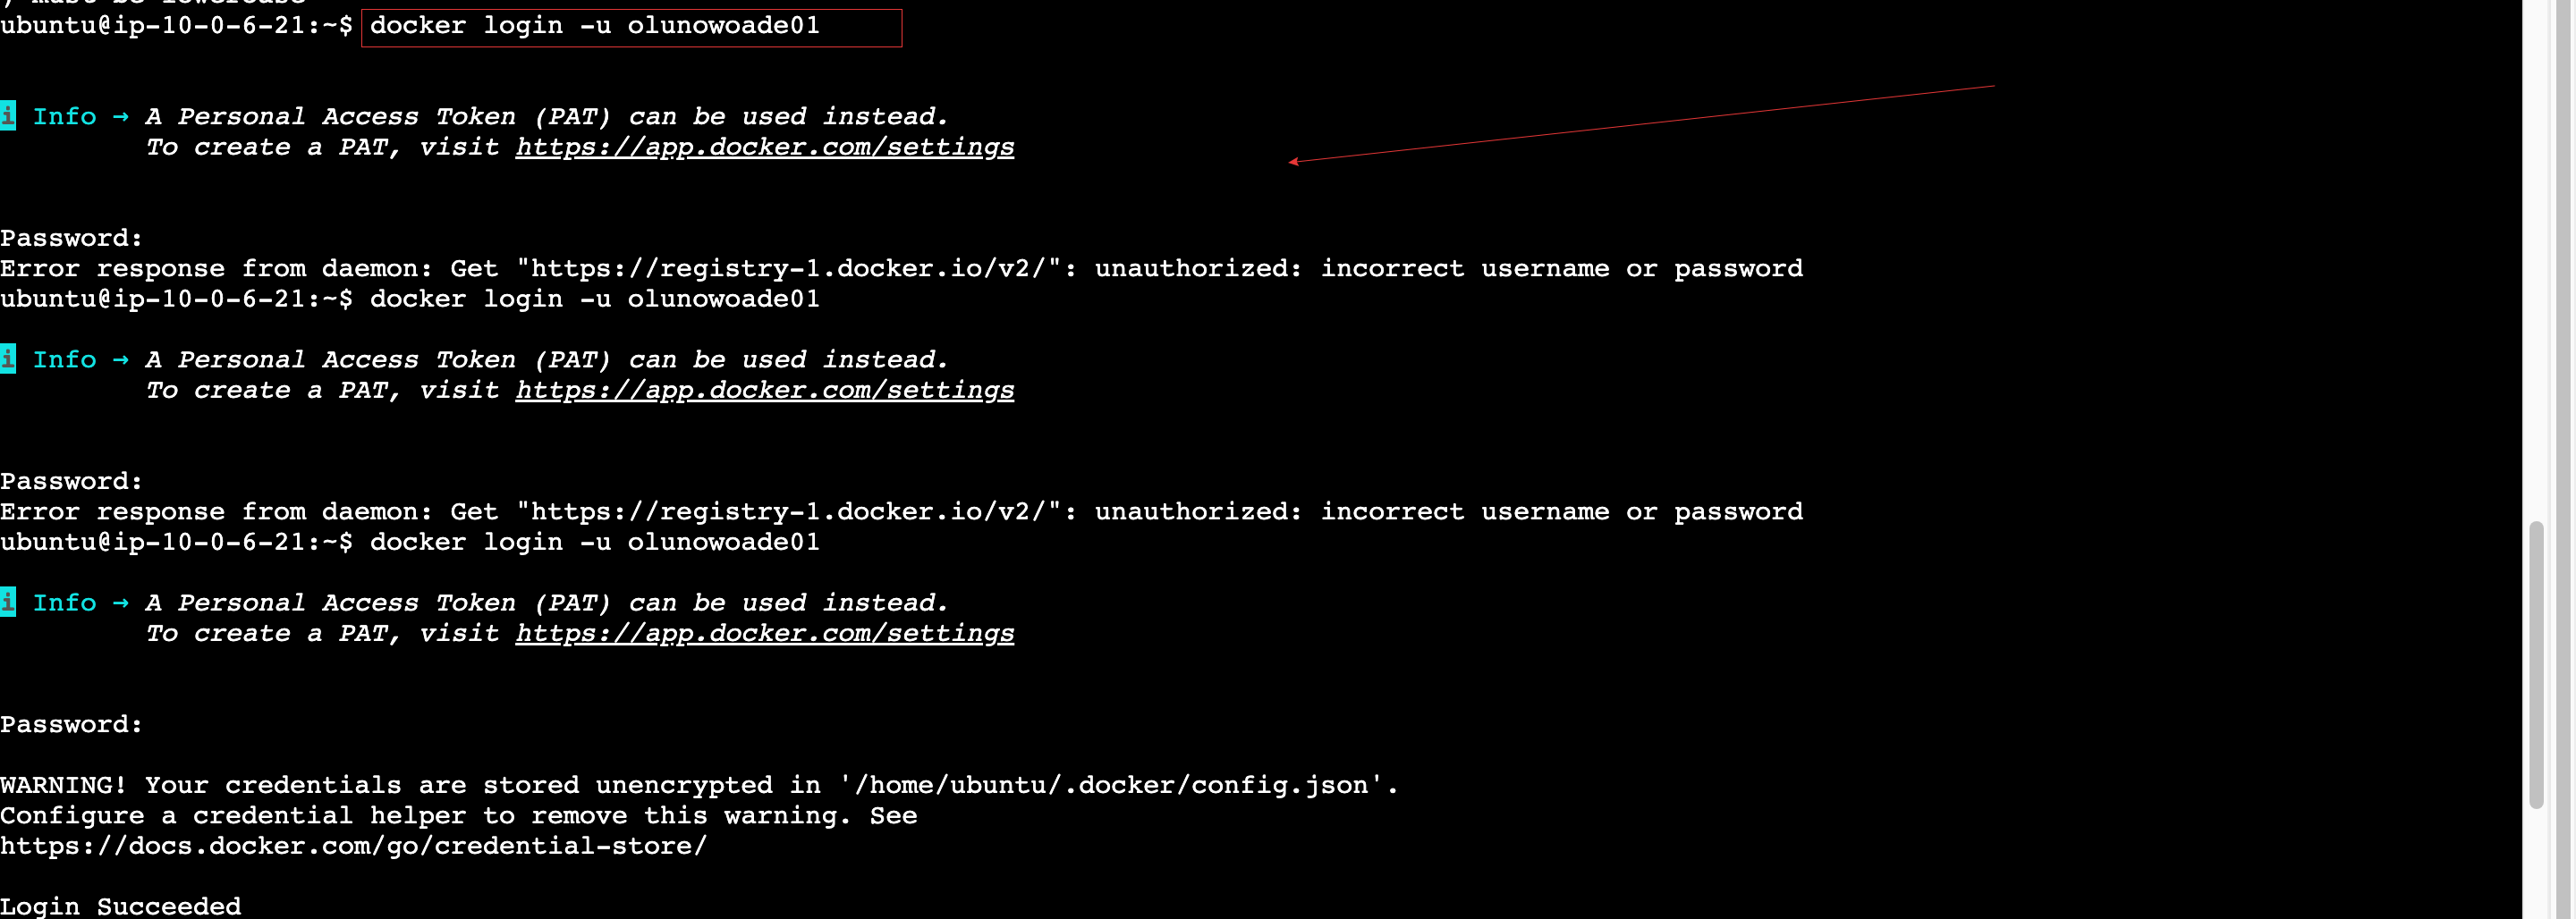 ) must be lowercase
ubuntu@ip-10-0-6-21:~$ docker login -u olunowoade01
i Info → A Personal Access Token (PAT) can be used instead.
To create a PAT, visit https://app.docker.com/settings
Password:
Error response from daemon: Get "https://registry-1.docker.io/v2/": unauthorized: incorrect username or password
ubuntu@ip-10-0-6-21:~$ docker login -u olunowoade01
i Info → A Personal Access Token (PAT) can be used instead.
To create a PAT, visit https://app.docker.com/settings
Password:
Error response from daemon: Get "https://registry-1.docker.io/v2/": unauthorized: incorrect username or password
ubuntu@ip-10-0-6-21:~$ docker login -u olunowoade01
i Info → A Personal Access Token (PAT) can be used instead.
To create a PAT, visit https://app.docker.com/settings
Password:
WARNING! Your credentials are stored unencrypted in '/home/ubuntu/.docker/config.json'.
Configure a credential helper to remove this warning. See
https://docs.docker.com/go/credential-store/
Login Succeeded